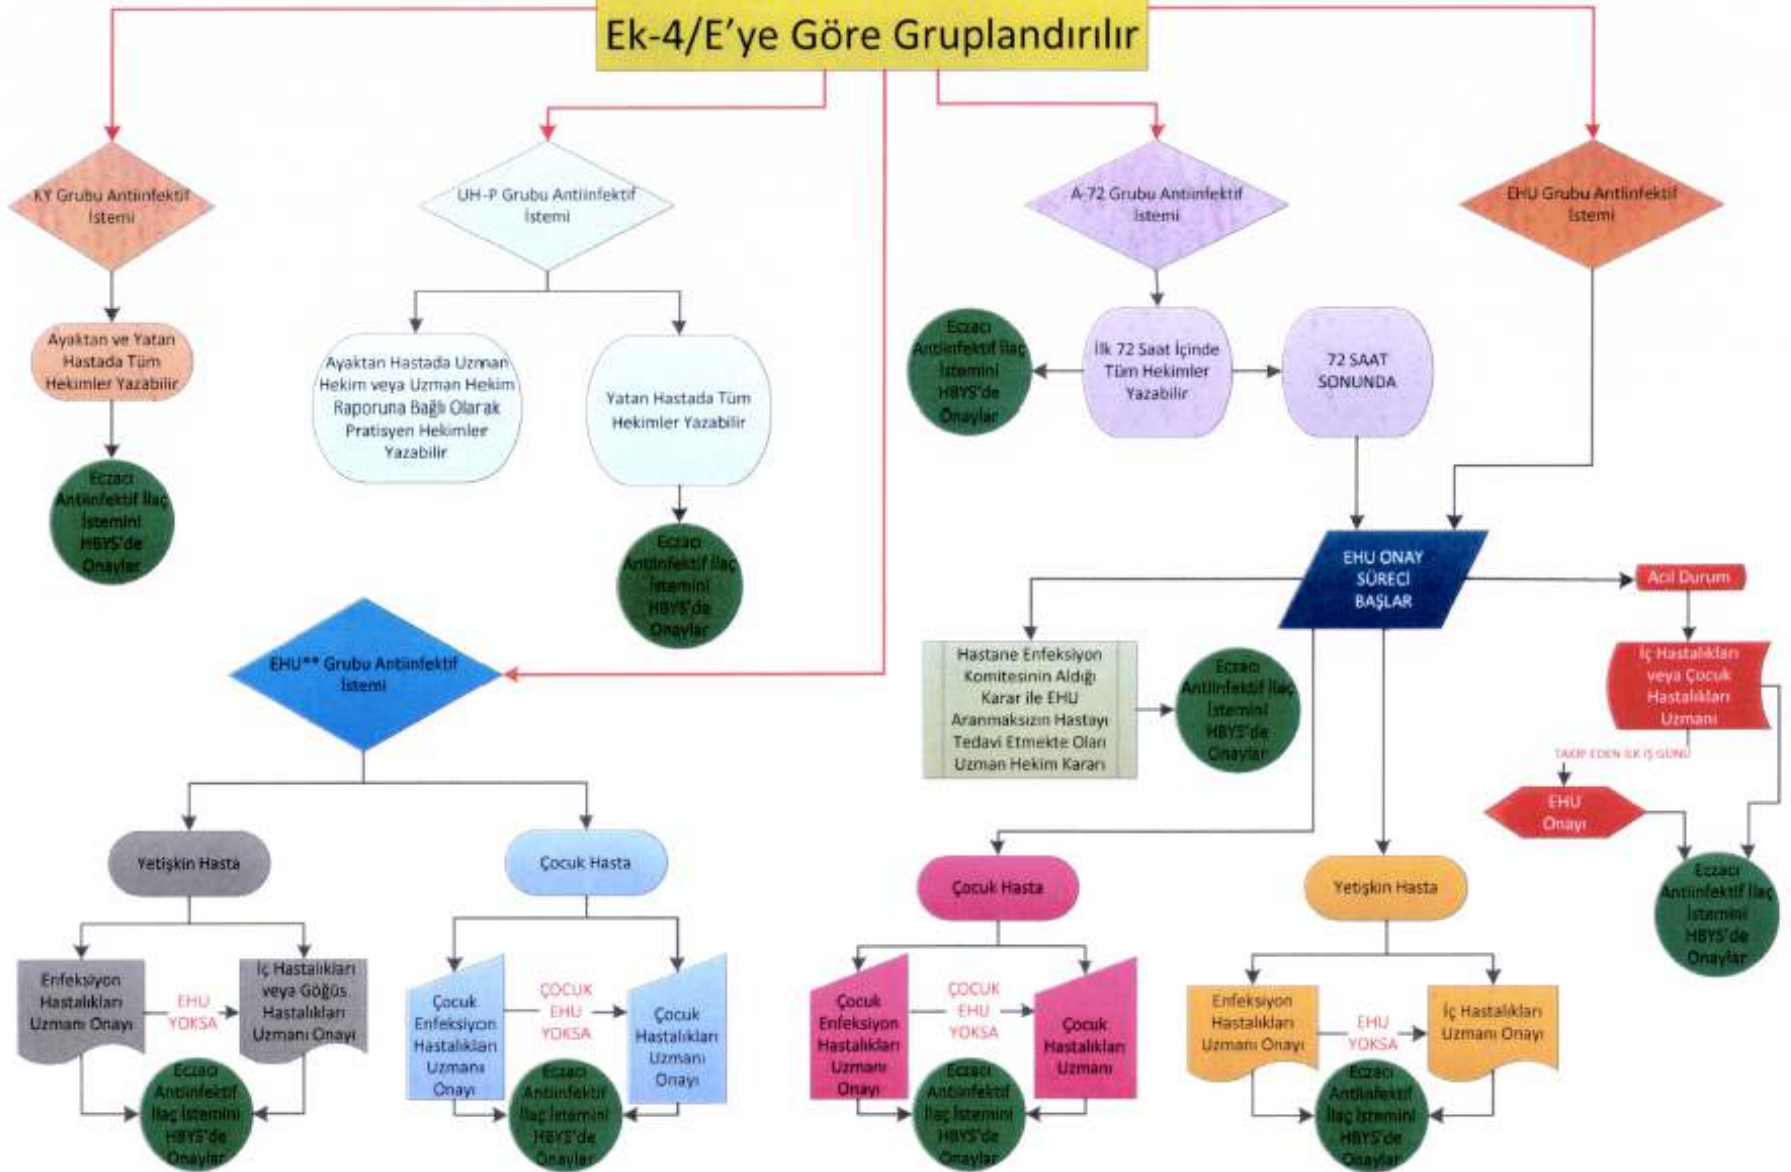 Ek-4/E'ye Göre Gruplandırılır
KY Grubu Antiinfektif
İstemi
UH-P Grubu Antiinfektif
İstemi
A-72 Grubu Antiinfektif
İstemi
EHU Grubu Antiinfektif
İstemi
Ayaktan ve Yatan
Hastada Tüm
Hekimler Yazabilir
Eczacı
Antiinfektif İlaç
İstemini
HBYS'de
Onaylar
Ayaktan Hastada Uzman
Hekim veya Uzman Hekim
Raporuna Bağlı Olarak
Pratisyen Hekimler
Yazabilir
Yatan Hastada Tüm
Hekimler Yazabilir
Eczacı
Antiinfektif İlaç
İstemini
HBYS'de
Onaylar
Eczacı
Antiinfektif İlaç
İstemini
HBYS'de
Onaylar
İlk 72 Saat İçinde
Tüm Hekimler
Yazabilir
72 SAAT
SONUNDA
EHU ONAY
SÜRECİ
BAŞLAR
Acil Durum
İç Hastalıkları
veya Çocuk
Hastalıkları
Uzmanı
TAKİP EDEN İLK İŞ GÜNÜ
EHU
Onayı
Eczacı
Antiinfektif İlaç
İstemini
HBYS'de
Onaylar
Hastane Enfeksiyon
Komitesinin Aldığı
Karar ile EHU
Aranmaksızın Hastayı
Tedavi Etmekte Olan
Uzman Hekim Kararı
Eczacı
Antiinfektif İlaç
İstemini
HBYS'de
Onaylar
EHU** Grubu Antiinfektif
İstemi
Yetişkin Hasta
Enfeksiyon
Hastalıkları
Uzmanı Onayı
EHU
YOKSA
İç Hastalıkları
veya Göğüs
Hastalıkları
Uzmanı Onayı
Eczacı
Antiinfektif
İlaç İstemini
HBYS'de
Onaylar
Çocuk Hasta
Çocuk
Enfeksiyon
Hastalıkları
Uzmanı
Onayı
ÇOCUK
EHU
YOKSA
Çocuk
Hastalıkları
Uzmanı
Onayı
Eczacı
Antiinfektif
İlaç İstemini
HBYS'de
Onaylar
Çocuk Hasta
Çocuk
Enfeksiyon
Hastalıkları
Uzmanı
Onayı
ÇOCUK
EHU
YOKSA
Çocuk
Hastalıkları
Uzmanı
Eczacı
Antiinfektif
İlaç İstemini
HBYS'de
Onaylar
Yetişkin Hasta
Enfeksiyon
Hastalıkları
Uzmanı Onayı
EHU
YOKSA
İç Hastalıkları
Uzmanı Onayı
Eczacı
Antiinfektif
İlaç İstemini
HBYS'de
Onaylar